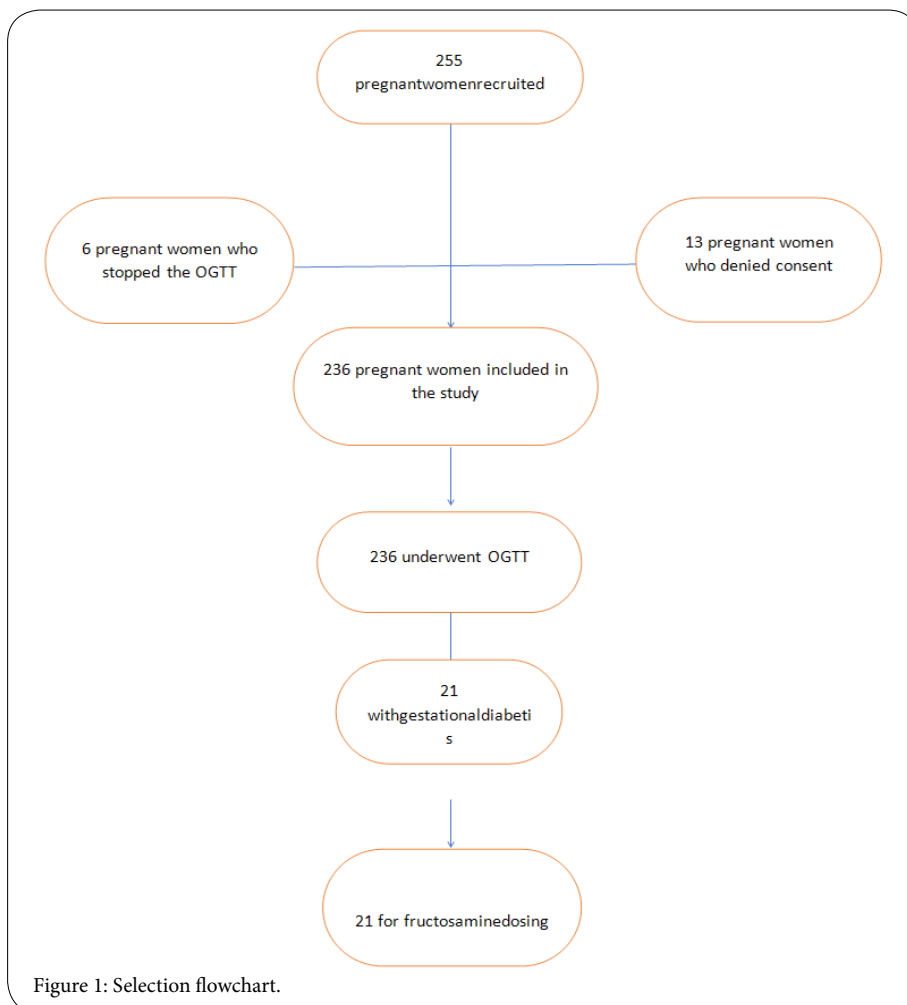 255
pregnantwomenrecruited
6 pregnant women who
stopped the OGTT
13 pregnant women
who denied consent
236 pregnant women included in
the study
236 underwent OGTT
21
withgestationaldiabeti
s
21 for fructosaminedosing
Figure 1: Selection flowchart.